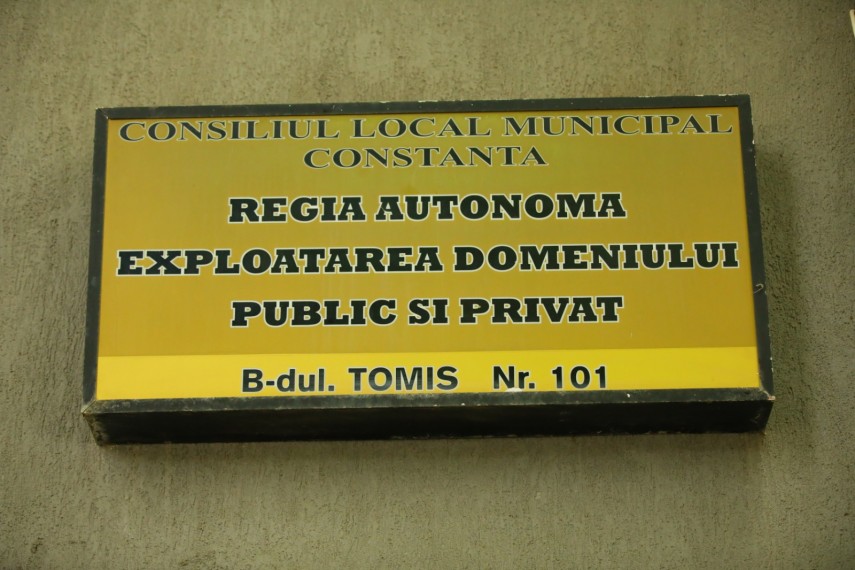 CONSILIUL LOCAL MUNICIPAL
CONSTANTA
REGIA AUTONOMA
EXPLOATAREA DOMENIULUI
PUBLIC SI PRIVAT
B-dul. TOMIS Nr. 101